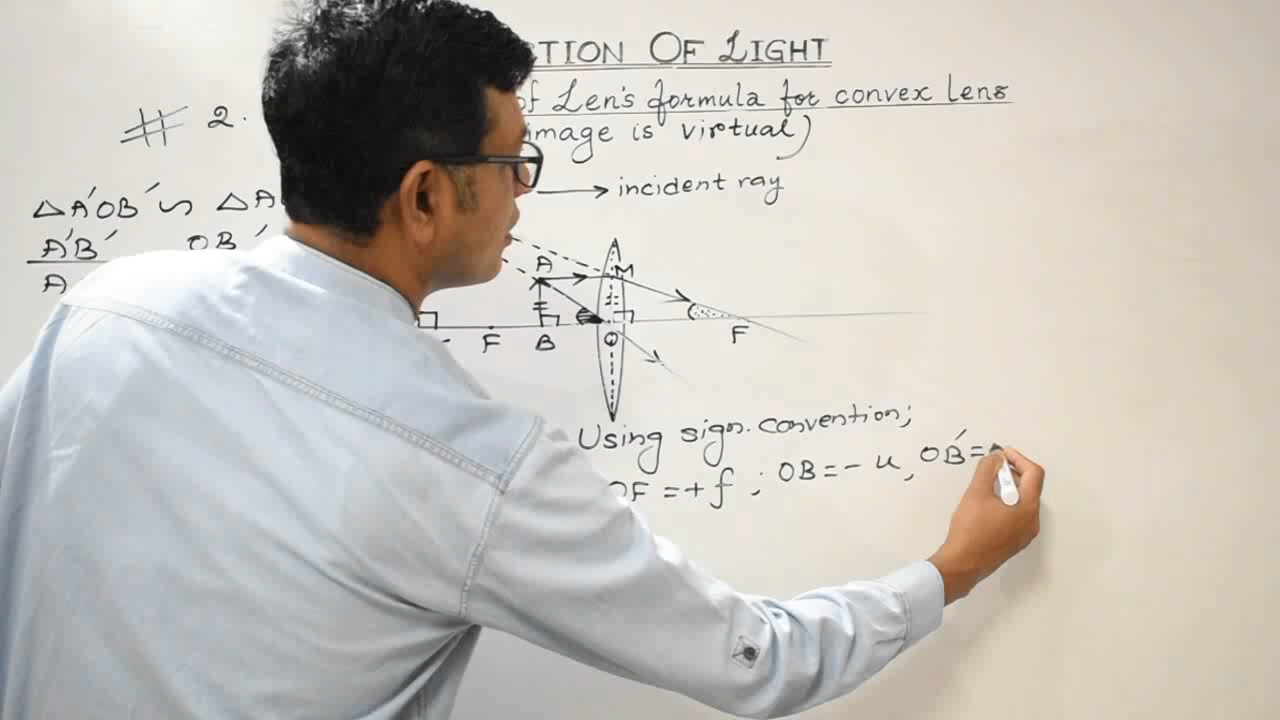 OF LIGHT
of Len's formula for convex lens
# 2.
image is virtual)
→ incident ray
△A'OB' ∽ △A
A'B' OB'
A
A M
F B O F
Using sign. convention;
OF = + f ; OB = - u, OB' =